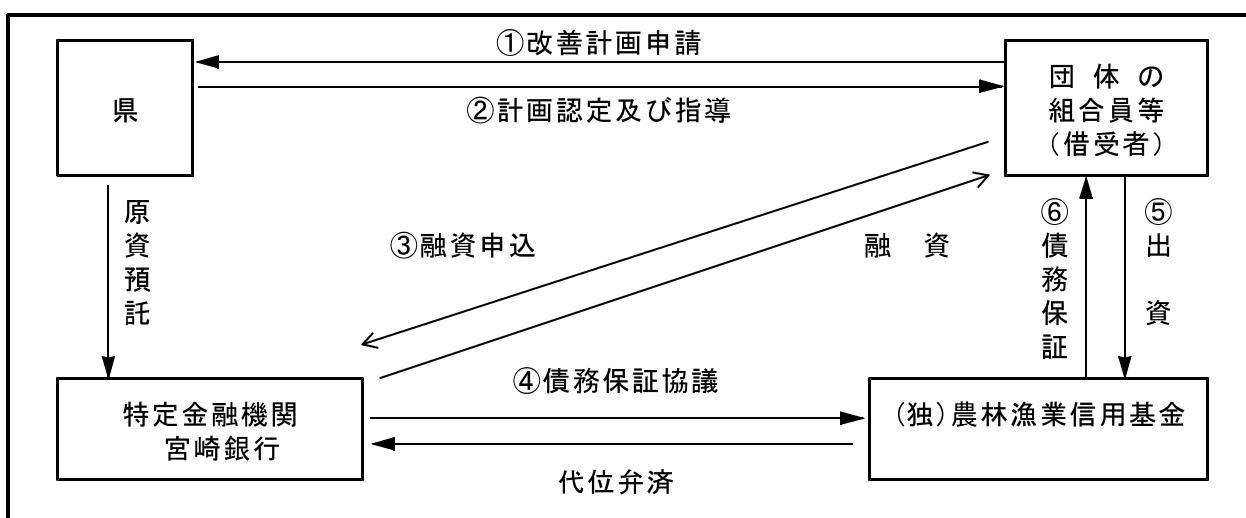 ①改善計画申請
県
団体の
組合員等
(借受者)
②計画認定及び指導
原資預託
③融資申込
融資
⑥債務保証
⑤出資
④債務保証協議
特定金融機関
宮崎銀行
(独)農林漁業信用基金
代位弁済